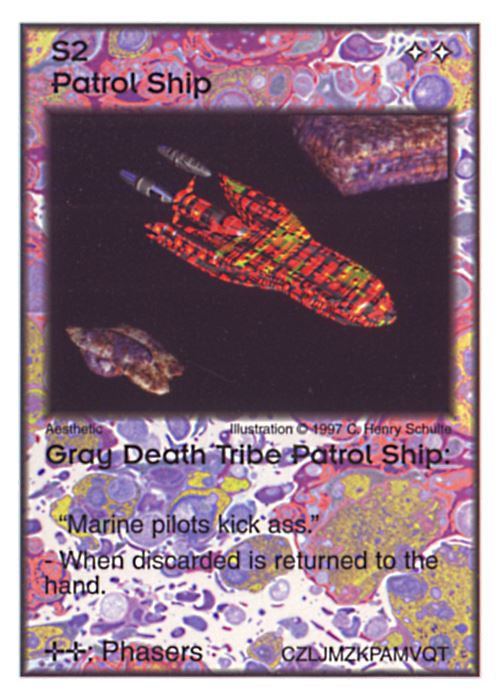 S2
Patrol Ship
Aesthetic Illustration © 1997 C. Henry Schulte
Gray Death Tribe Patrol Ship:
"Marine pilots kick ass."
- When discarded is returned to the
hand.
✢✢: Phasers CZLJMZKPAMVQT